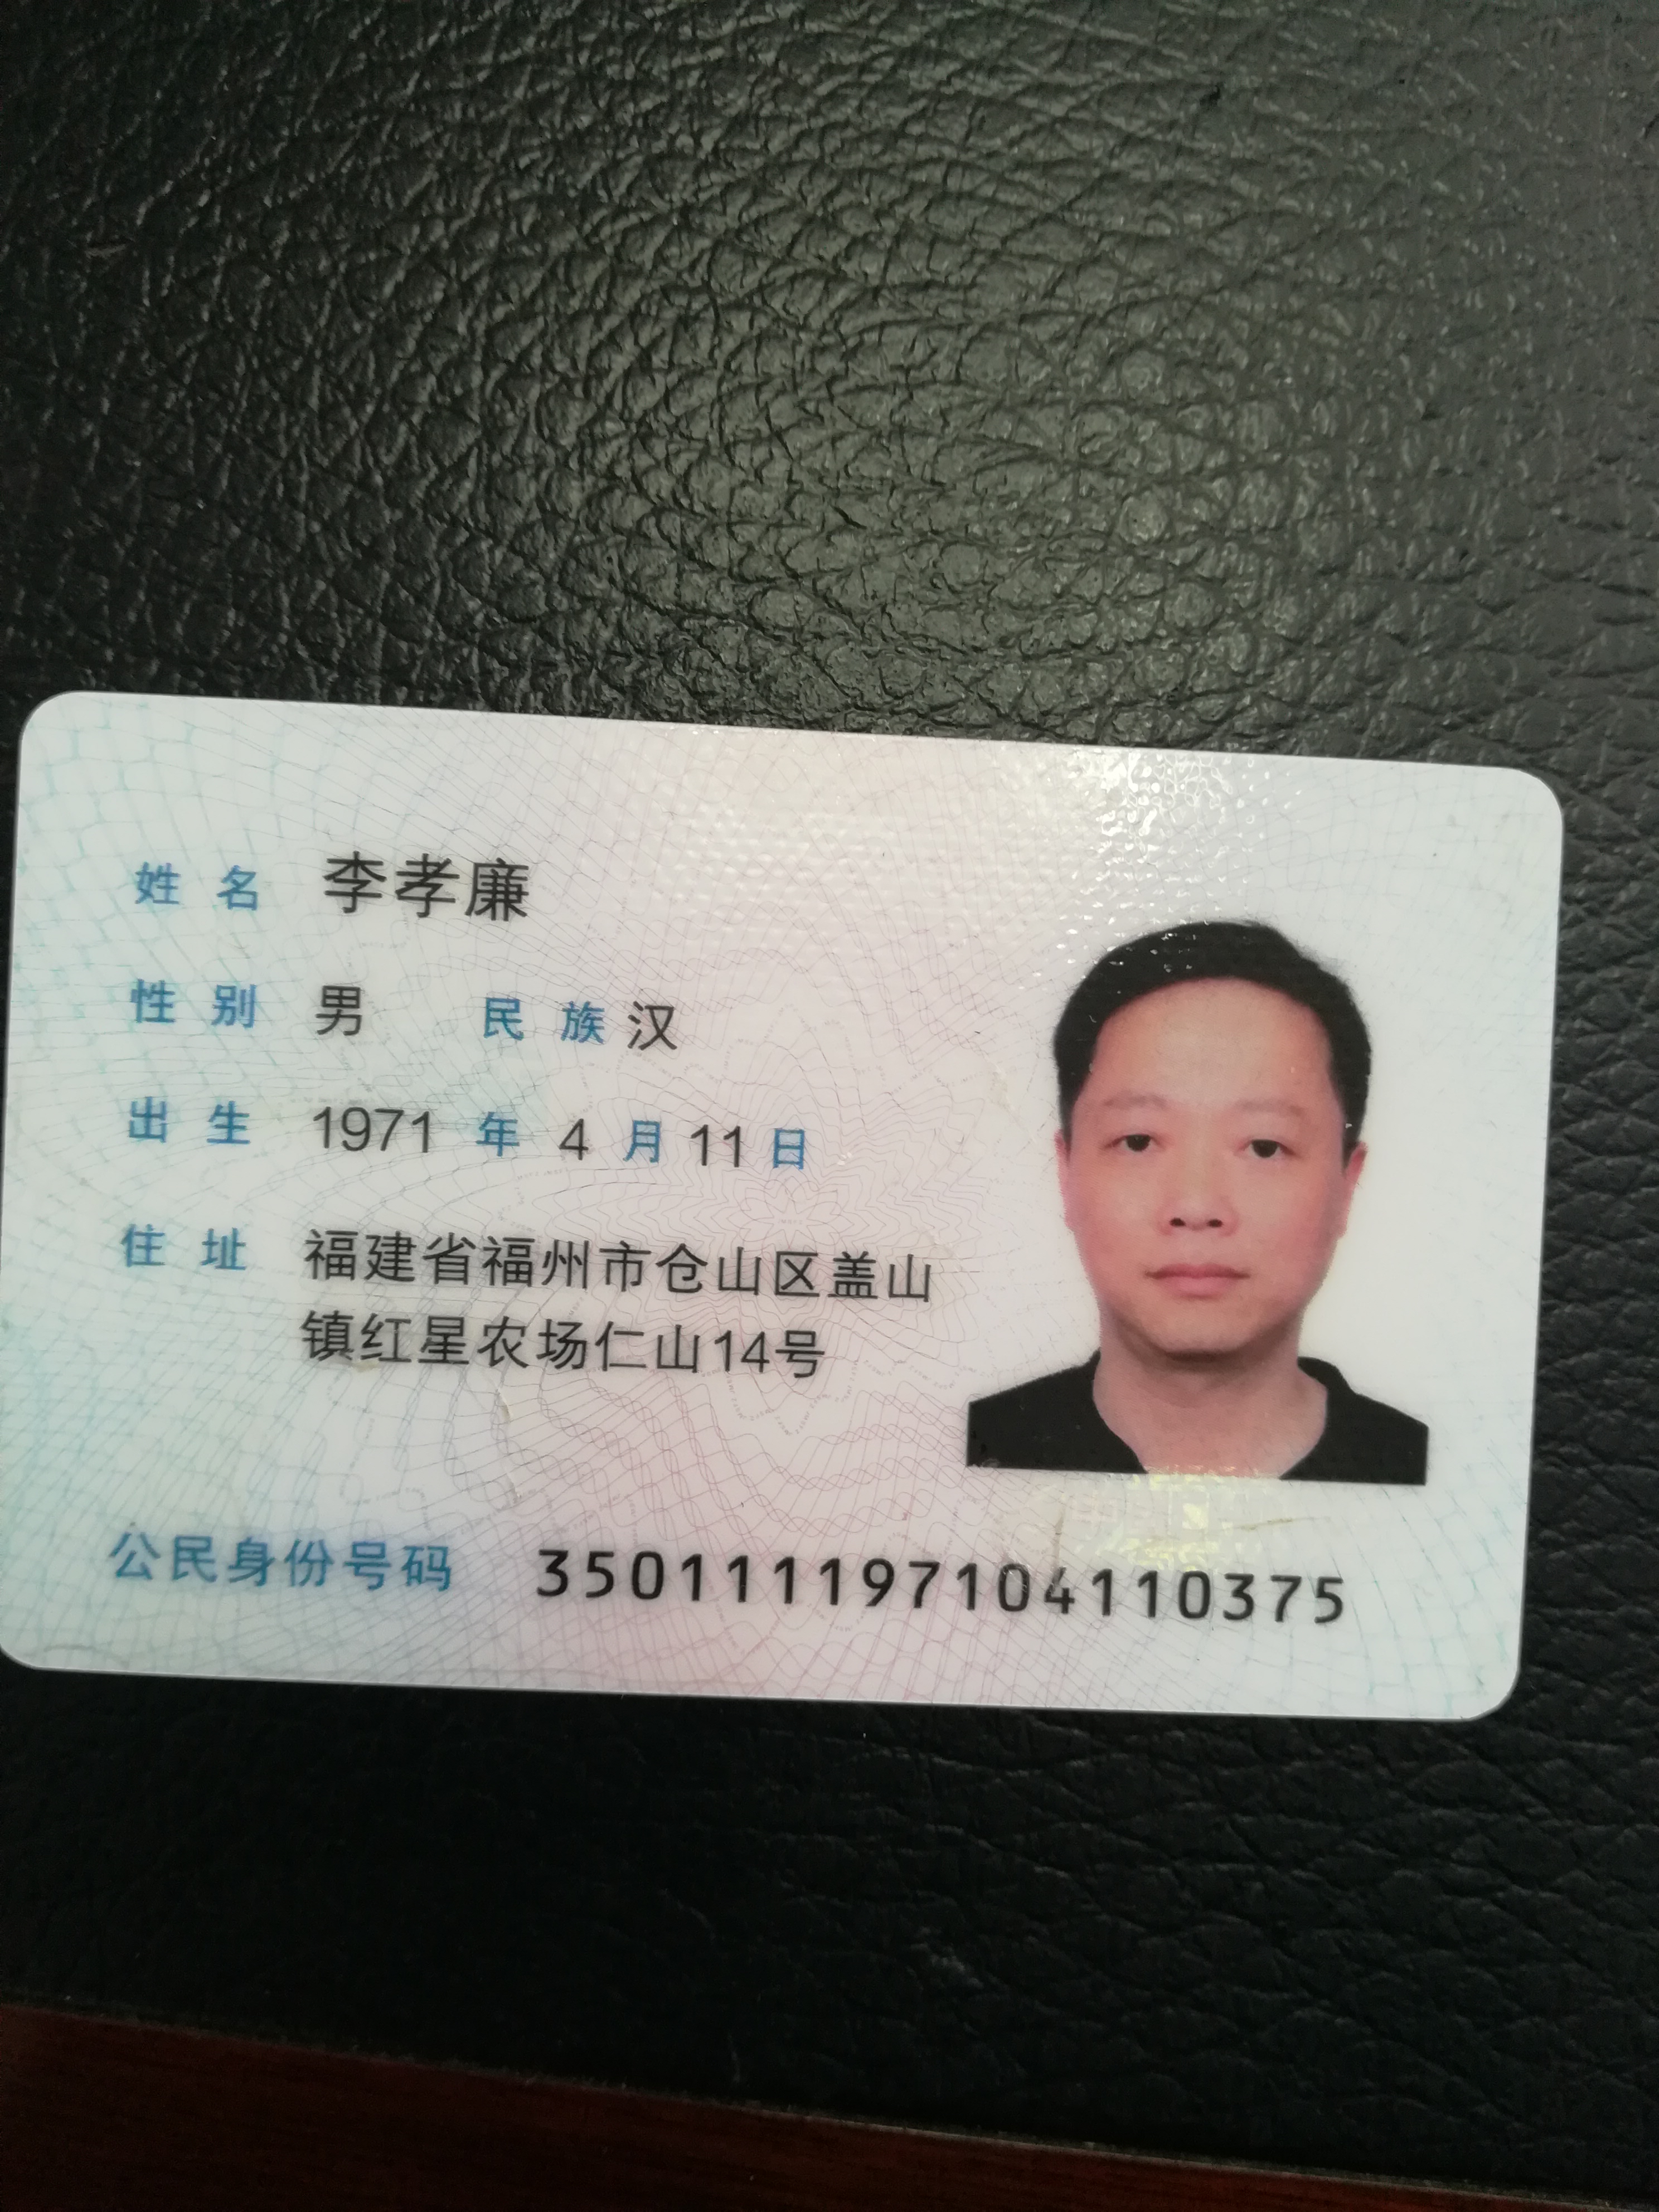 姓名 李孝廉
性别 男 民族 汉
出生 1971 年 4 月 11 日
住址 福建省福州市仓山区盖山
镇红星农场仁山14号
公民身份号码 350111197104110375